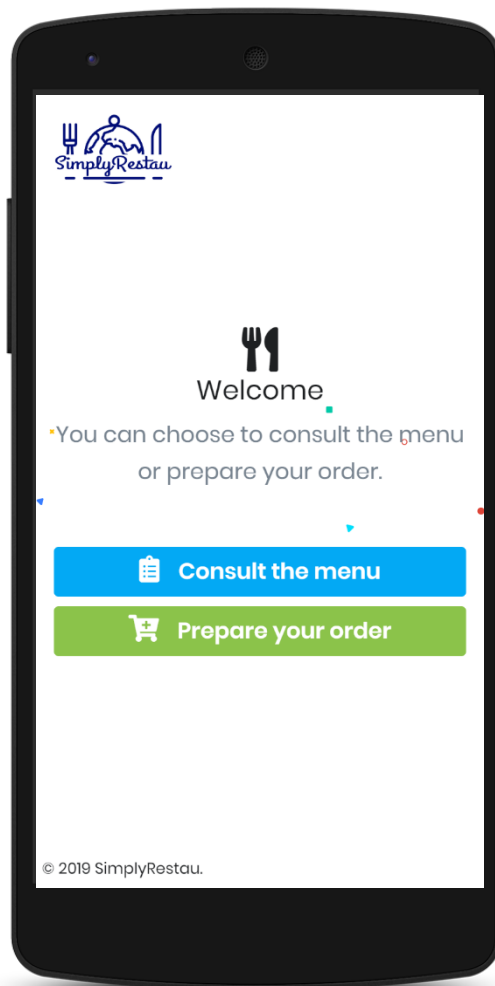 SimplyRestau
Welcome
You can choose to consult the menu
or prepare your order.
Consult the menu
Prepare your order
© 2019 SimplyRestau.